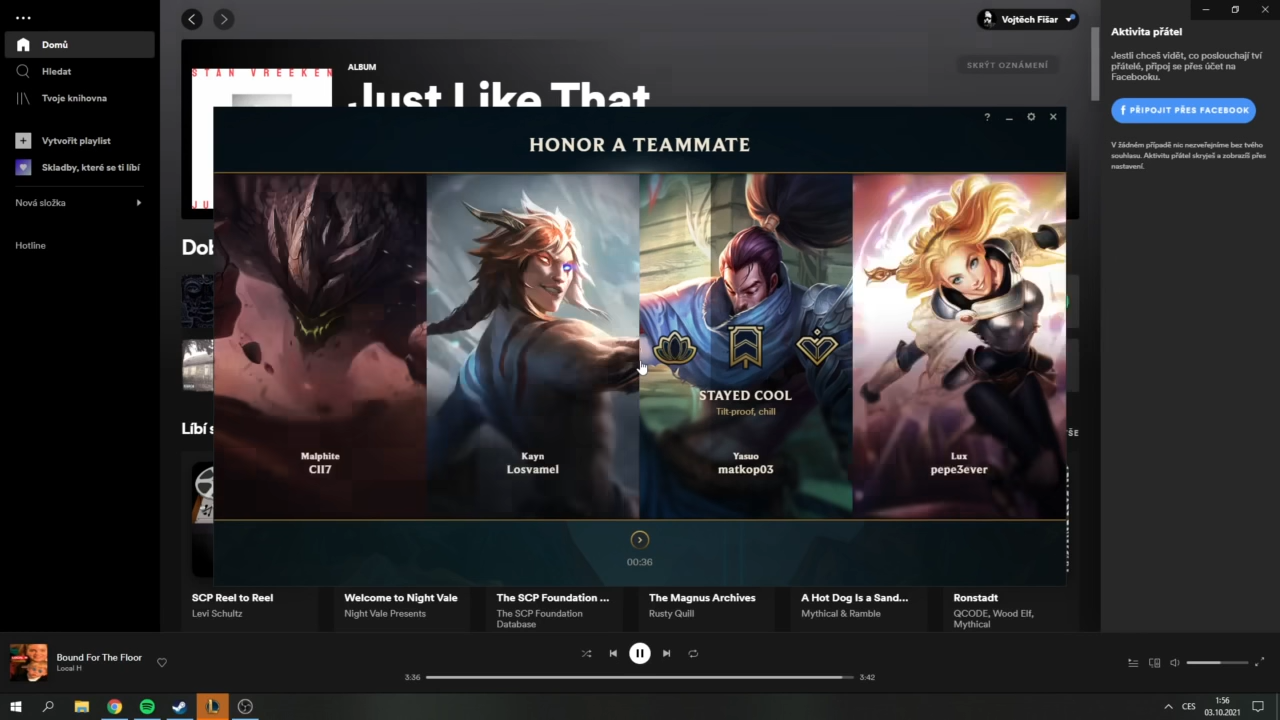 Domů
Hledat
Tvoje knihovna
Vytvořit playlist
Skladby, které se ti líbí
Nová složka
Hotline
Vojtěch Fišar
SKRÝT OZNÁMENÍ
STAN VREEKEN
ALBUM
Just Like That
JU
Dob
Líbí s
ŠE
HONOR A TEAMMATE
?
STAYED COOL
Tilt-proof, chill
Malphite
CII7
Kayn
Losvamel
Yasuo
matkop03
Lux
pepe3ever
00:36
SCP Reel to Reel
Levi Schultz
Welcome to Night Vale
Night Vale Presents
The SCP Foundation ...
The SCP Foundation
Database
The Magnus Archives
Rusty Quill
A Hot Dog Is a Sand...
Mythical & Ramble
Ronstadt
QCODE, Wood Elf,
Mythical
Aktivita přátel
Jestli chceš vidět, co poslouchají tví
přátelé, připoj se přes účet na
Facebooku.
PŘIPOJIT PŘES FACEBOOK
V žádném případě nic nezveřejníme bez tvého
souhlasu. Aktivitu přátel skryješ a zobrazíš přes
nastavení.
Bound For The Floor
Local H
3:36
3:42
CES
1:56
03.10.2021